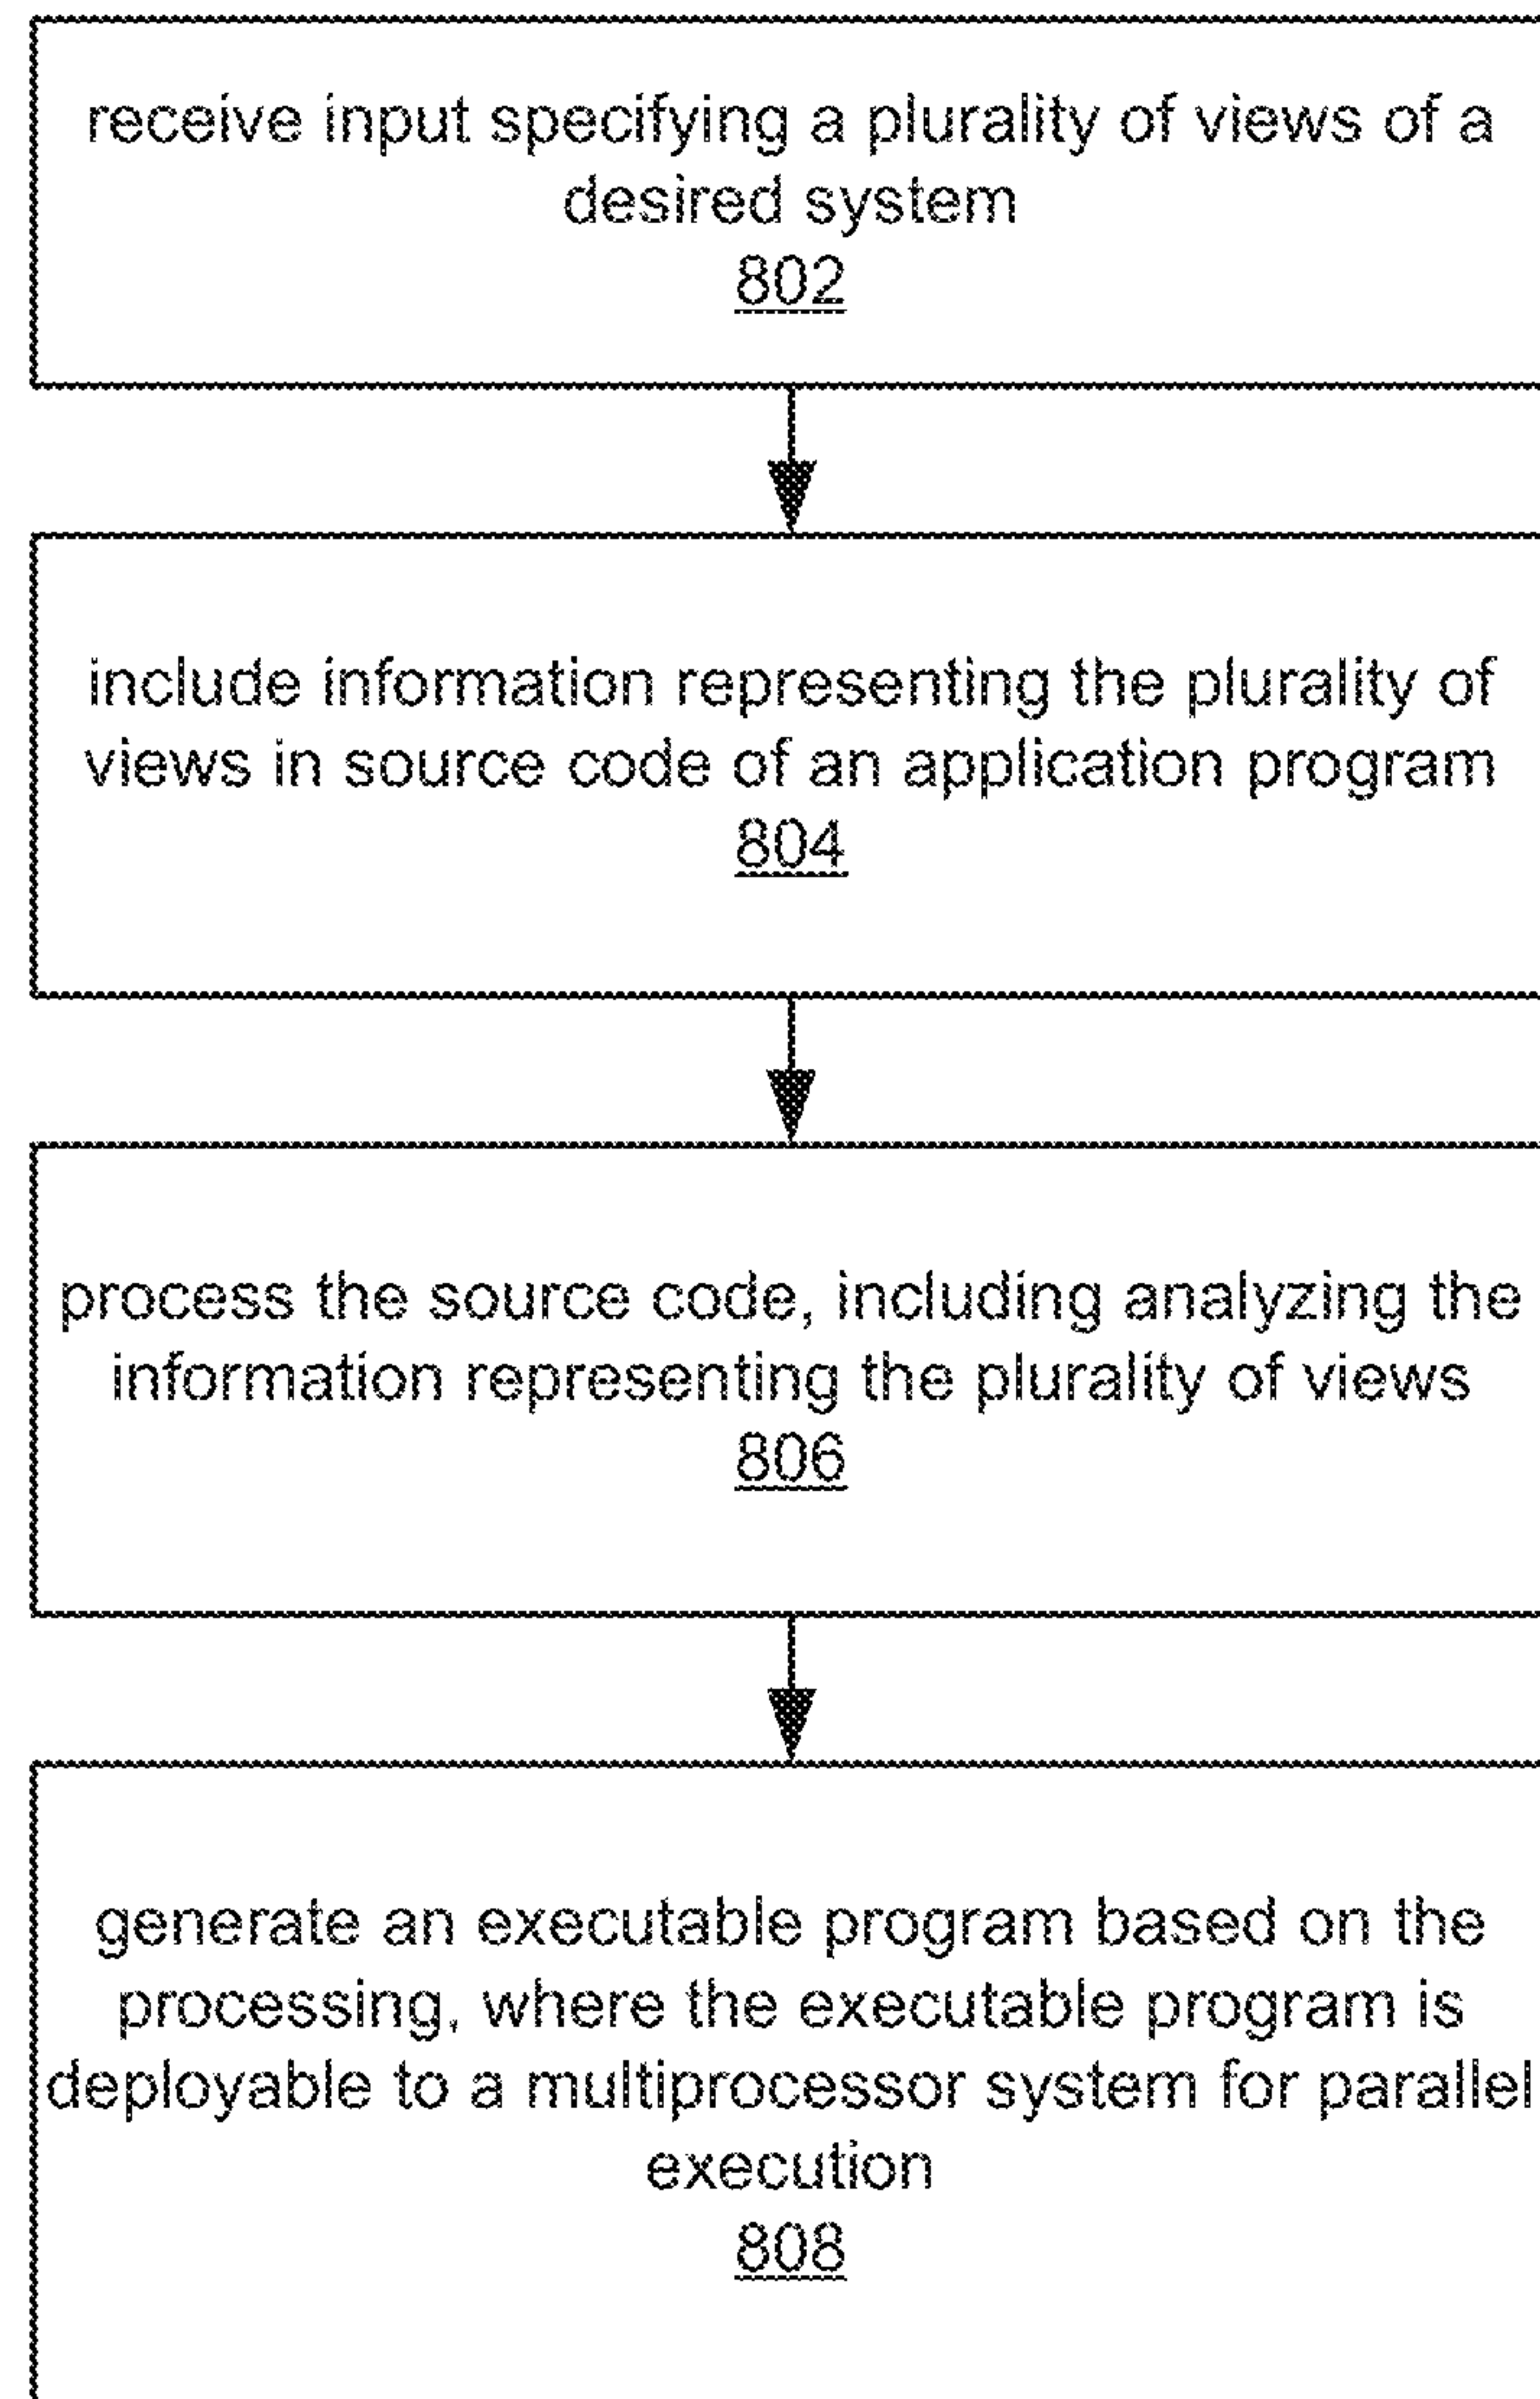 receive input specifying a plurality of views of a
desired system
802
include information representing the plurality of
views in source code of an application program
804
process the source code, including analyzing the
information representing the plurality of views
806
generate an executable program based on the
processing, where the executable program is
deployable to a multiprocessor system for parallel
execution
808